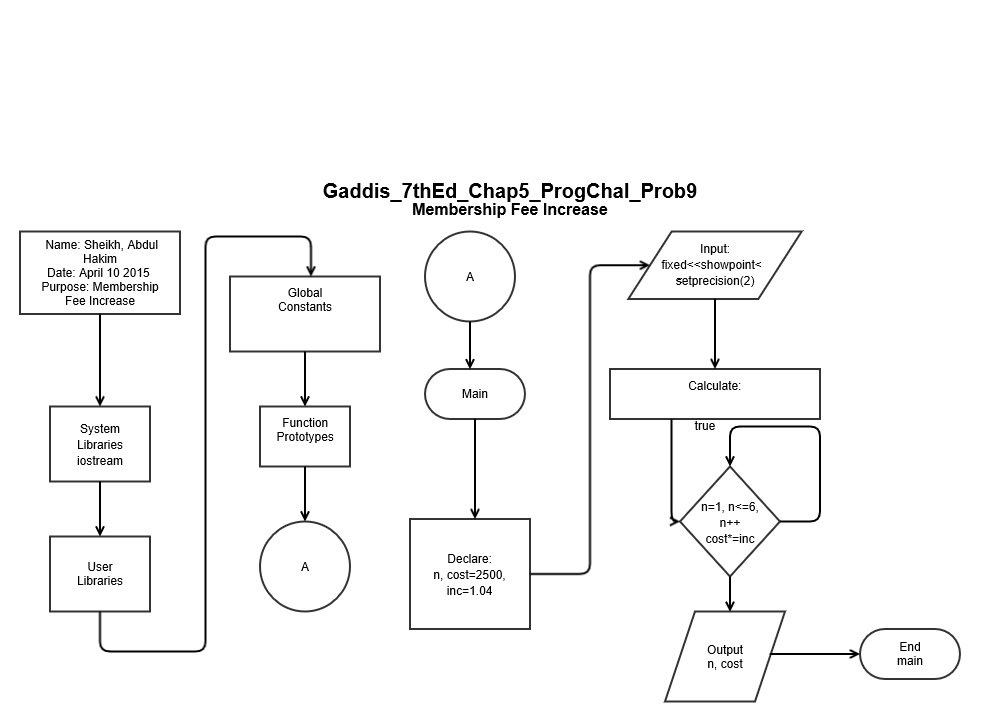 Gaddis_7thEd_Chap5_ProgChal_Prob9
Membership Fee Increase
Name: Sheikh, Abdul
Hakim
Date: April 10 2015
Purpose: Membership
Fee Increase
System
Libraries
iostream
User
Libraries
Global
Constants
Function
Prototypes
A
A
Main
Declare:
n, cost=2500,
inc=1.04
Input:
fixed<<showpoint<
<setprecision(2)
Calculate:
true
n=1, n<=6,
n++
cost*=inc
Output
n, cost
End
main